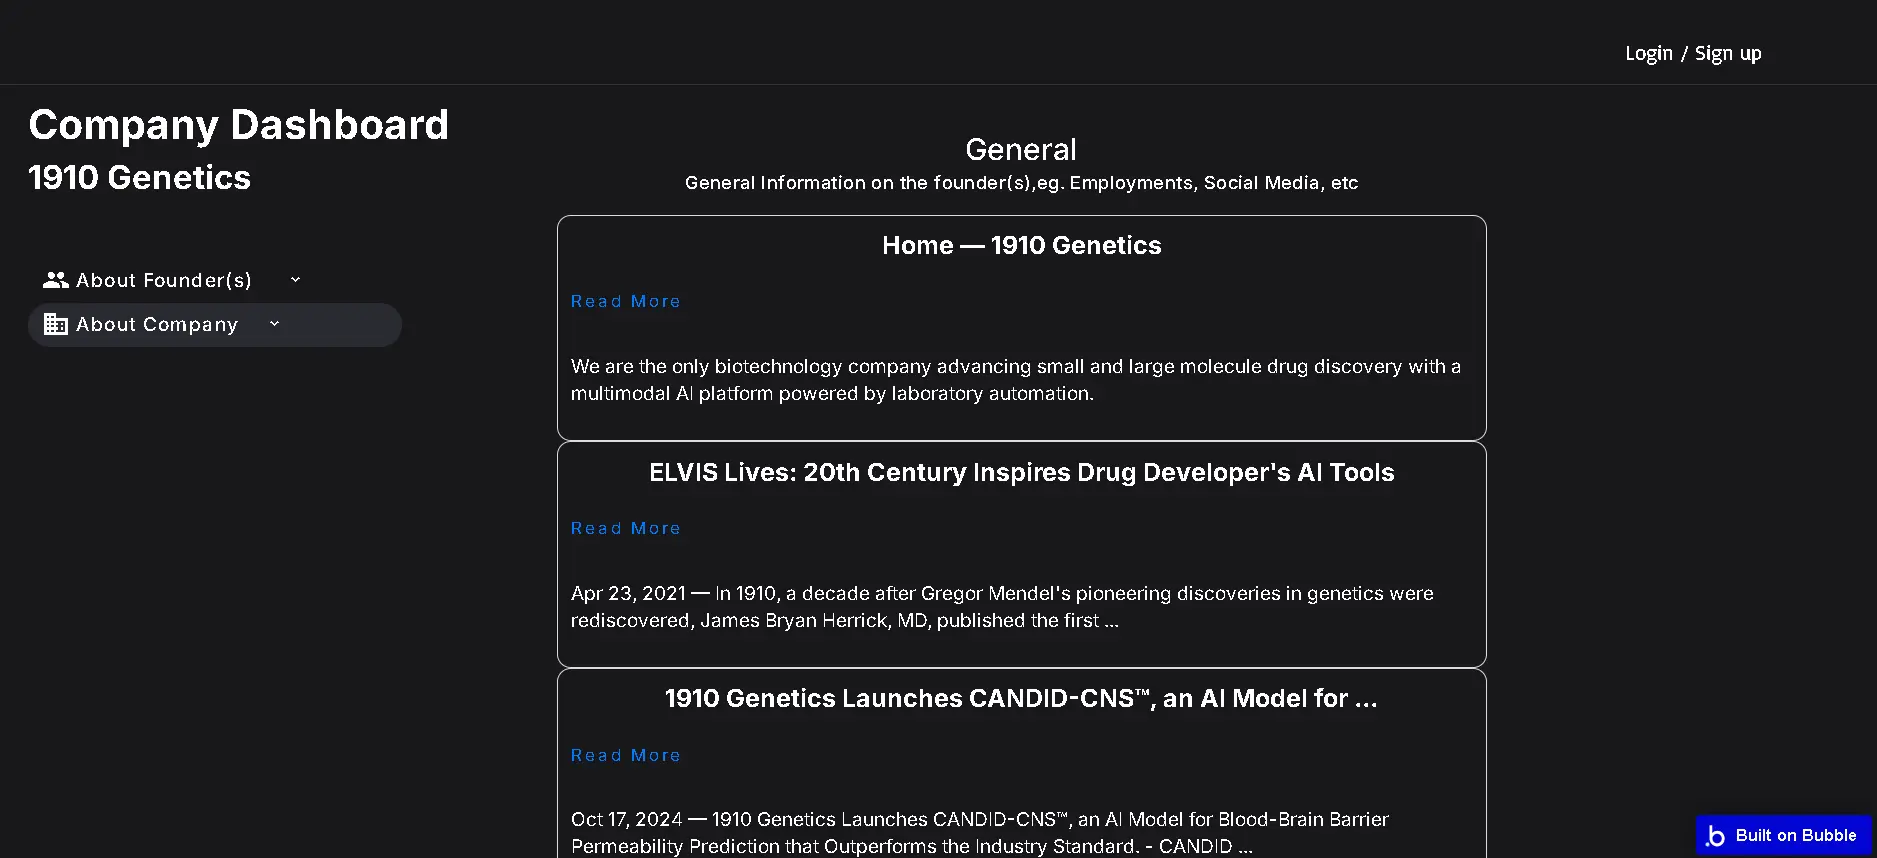 Login / Sign up
Company Dashboard
1910 Genetics
About Founder(s)
About Company
General
General Information on the founder(s),eg. Employments, Social Media, etc
Home — 1910 Genetics
Read More
We are the only biotechnology company advancing small and large molecule drug discovery with a
multimodal AI platform powered by laboratory automation.
ELVIS Lives: 20th Century Inspires Drug Developer's AI Tools
Read More
Apr 23, 2021 — In 1910, a decade after Gregor Mendel's pioneering discoveries in genetics were
rediscovered, James Bryan Herrick, MD, published the first ...
1910 Genetics Launches CANDID-CNS™, an AI Model for ...
Read More
Oct 17, 2024 — 1910 Genetics Launches CANDID-CNS™, an AI Model for Blood-Brain Barrier
Permeability Prediction that Outperforms the Industry Standard. - CANDID ...
Built on Bubble